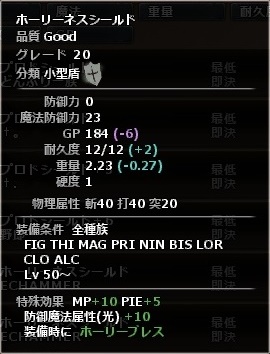 ホーリーネスシールド
品質 Good
グレード 20
分類 小型盾
防御力 0
魔法防御力 23
GP 184 (-6)
耐久度 12/12 (+2)
重量 2.23 (-0.27)
硬度 1
物理属性 斬40 打40 突20
装備条件 全種族
FIG THI MAG PRI NIN BIS LOR
CLO ALC
Lv 50～
特殊効果 MP+10 PIE+5
防御魔法属性(光) +10
装備時に ホーリーブレス